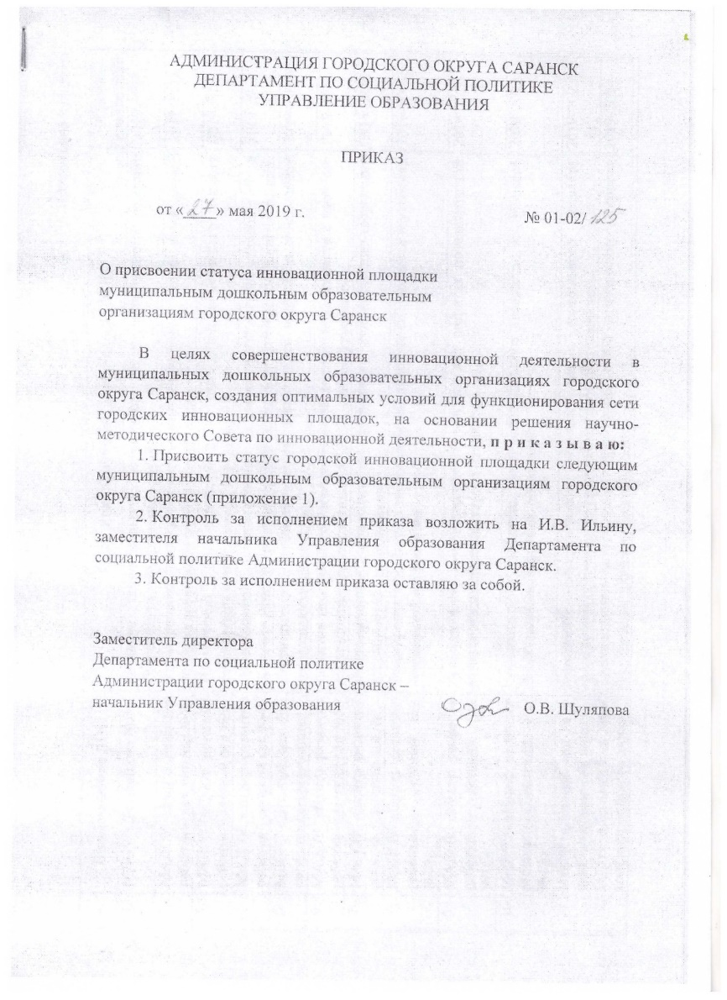 АДМИНИСТРАЦИЯ ГОРОДСКОГО ОКРУГА САРАНСК
ДЕПАРТАМЕНТ ПО СОЦИАЛЬНОЙ ПОЛИТИКЕ
УПРАВЛЕНИЕ ОБРАЗОВАНИЯ
ПРИКАЗ
от «27» мая 2019 г.
№ 01-02/ 125
О присвоении статуса инновационной площадки
муниципальным дошкольным образовательным
организациям городского округа Саранск
В целях совершенствования инновационной деятельности в
муниципальных дошкольных образовательных организациях городского
округа Саранск, создания оптимальных условий для функционирования сети
городских инновационных площадок, на основании решения научно-
методического Совета по инновационной деятельности, п р и к а з ы в а ю:
1. Присвоить статус городской инновационной площадки следующим
муниципальным дошкольным образовательным организациям городского
округа Саранск (приложение 1).
2. Контроль за исполнением приказа возложить на И.В. Ильину,
заместителя начальника Управления образования Департамента по
социальной политике Администрации городского округа Саранск.
3. Контроль за исполнением приказа оставляю за собой.
Заместитель директора
Департамента по социальной политике
Администрации городского округа Саранск –
начальник Управления образования
О.В. Шуляпова